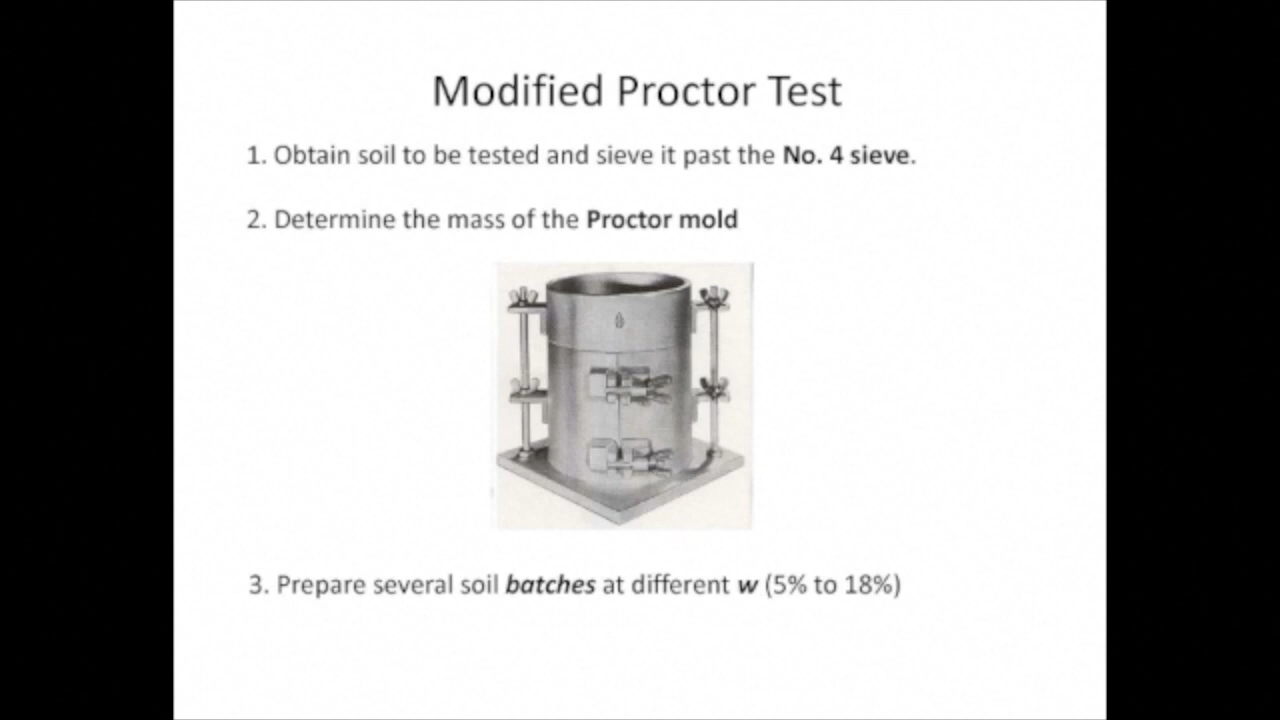 Modified Proctor Test
1. Obtain soil to be tested and sieve it past the No. 4 sieve.
2. Determine the mass of the Proctor mold
3. Prepare several soil batches at different w (5% to 18%)